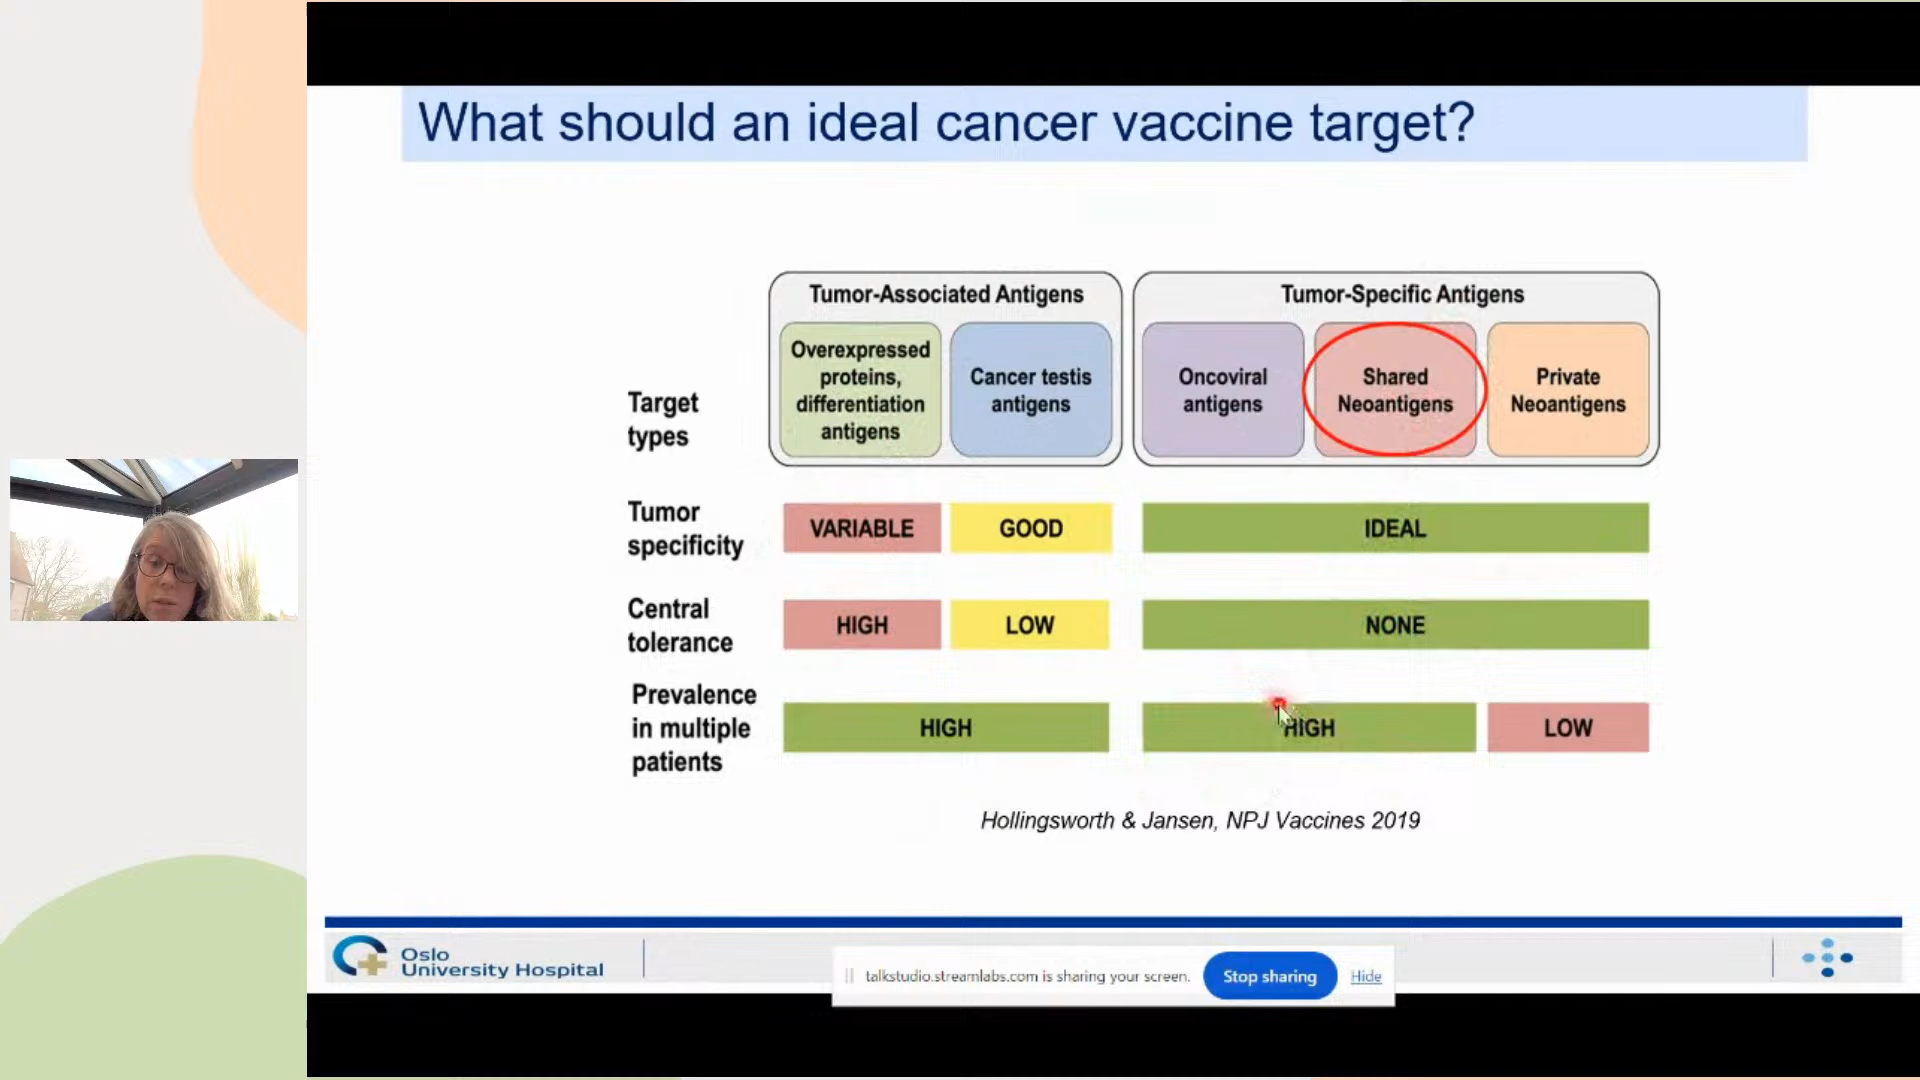 What should an ideal cancer vaccine target?
Tumor-Associated Antigens
Tumor-Specific Antigens
Target
types
Overexpressed
proteins,
differentiation
antigens
Cancer testis
antigens
Oncoviral
antigens
Shared
Neoantigens
Private
Neoantigens
Tumor
specificity
VARIABLE
GOOD
IDEAL
Central
tolerance
HIGH
LOW
NONE
Prevalence
in multiple
patients
HIGH
HIGH
LOW
Hollingsworth & Jansen, NPJ Vaccines 2019
Oslo
University Hospital
talkstudio.streamlabs.com is sharing your screen.
Stop sharing
Hide